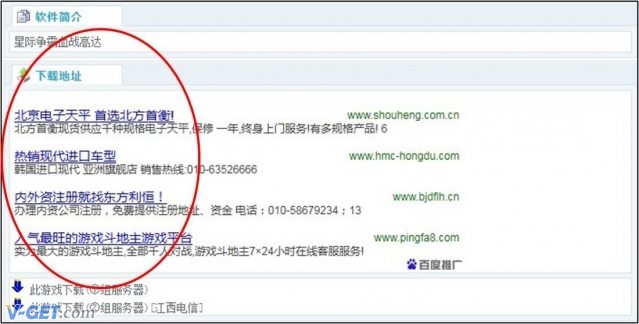 软件简介
星际争霸血战高达
下载地址
北京电子天平 首选北方首衡!
www.shouheng.com.cn
北方首衡现货供应千种规格电子天平,保修 一年,终身上门服务!有多规格产品! 6
热销现代进口车型
www.hmc-hongdu.com
韩国进口现代 亚洲旗舰店 销售热线:010-63526666
内外资注册就找东方利恒！
www.bjdflh.cn
办理内资公司注册，免费提供注册地址、资金 电话：010-58679234；13
人气最旺的游戏斗地主游戏平台
www.pingfa8.com
实力最大的游戏斗地主,全部千人对战,游戏斗地主7×24小时在线客服服务!
百度推广
此游戏下载(①组服务器)
此游戏下载(②组服务器) [江西电信]
V-GET.com